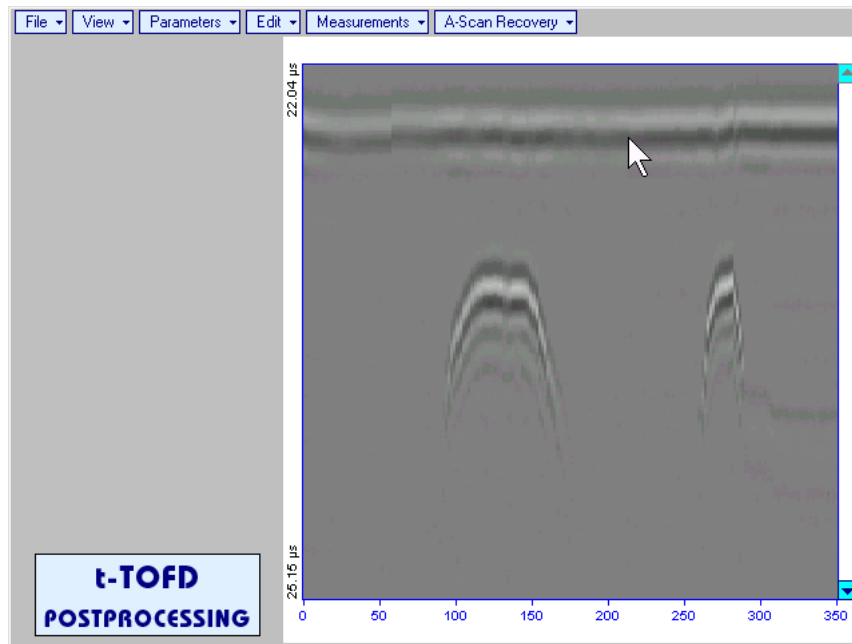 File View Parameters Edit Measurements A-Scan Recovery
22.04 µs
25.15 µs
t-TOFD
POSTPROCESSING
0 50 100 150 200 250 300 350